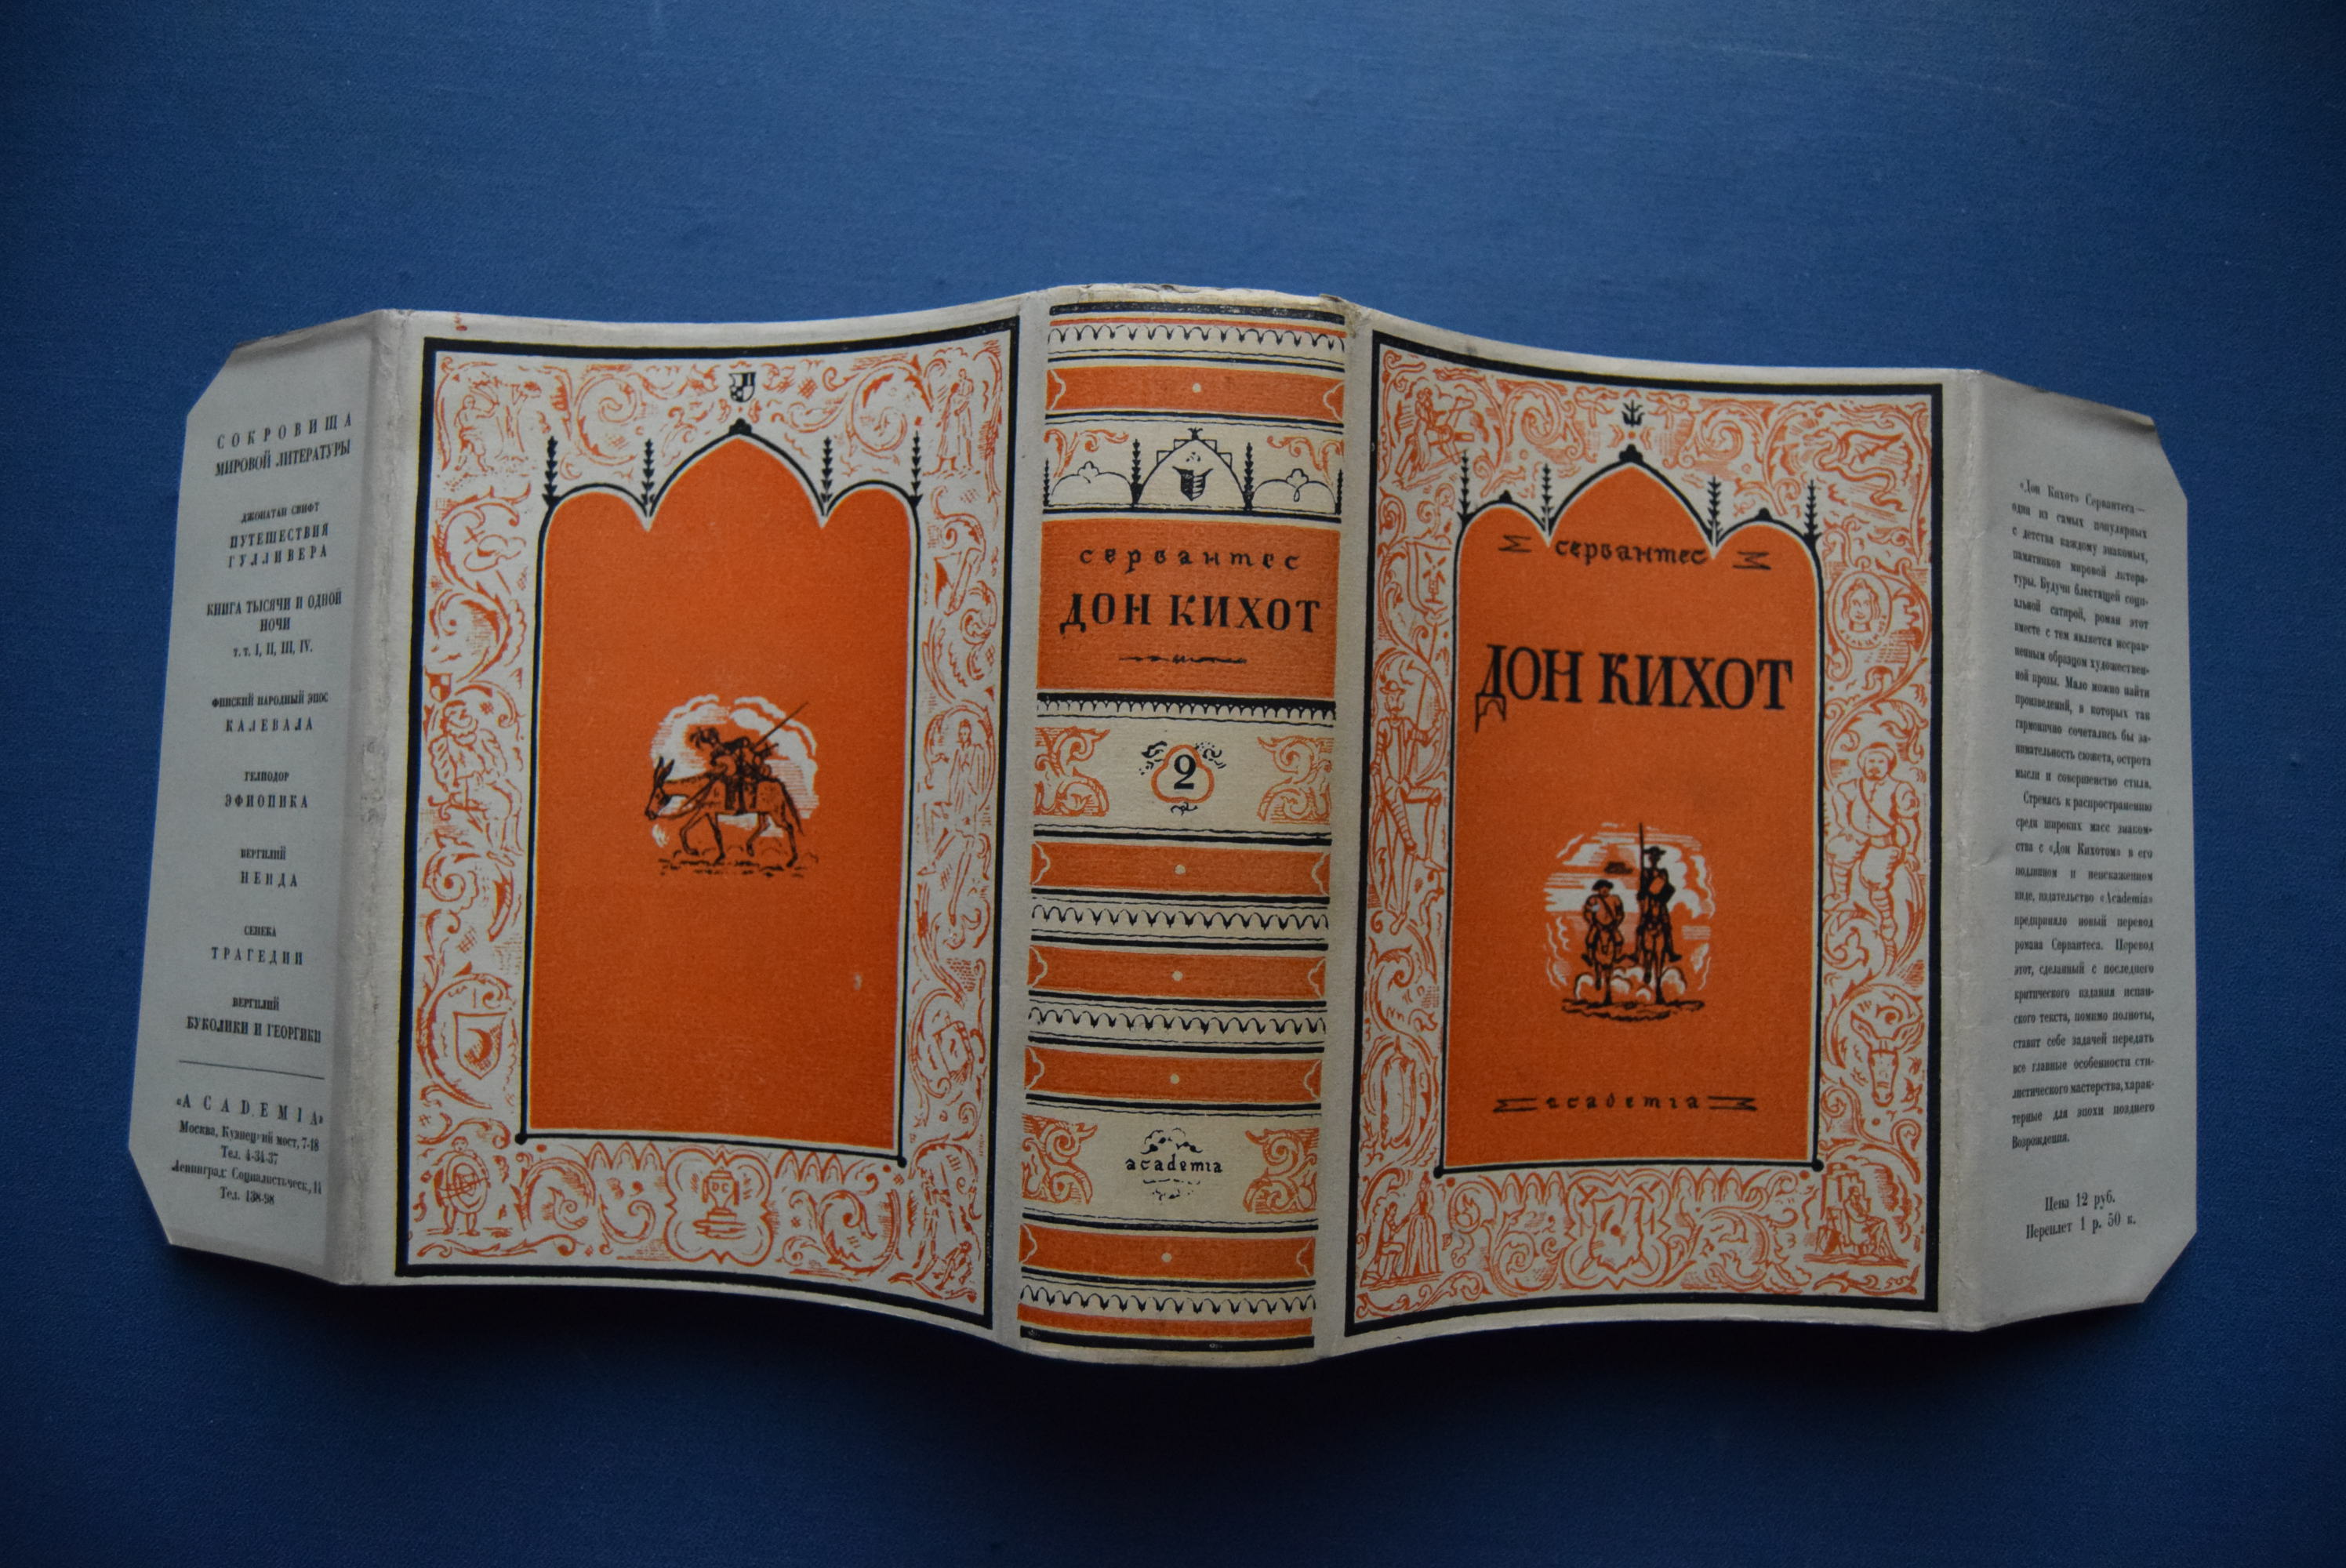 СОКРОВИЩА
МИРОВОЙ ЛИТЕРАТУРЫ
ДЖОНАТАН СВИФТ
ПУТЕШЕСТВИЯ
ГУЛЛИВЕРА
КНИГА ТЫСЯЧИ И ОДНОЙ
НОЧИ
т.т. I, II, III, IV.
ФИНСКИЙ НАРОДНЫЙ ЭПОС
КАЛЕВАЛА
ГЕЛИОДОР
ЭФИОПИКА
ВЕРГИЛИЙ
НЕИДА
СЕНЕКА
ТРАГЕДИИ
ВЕРГИЛИЙ
БУКОЛИКИ И ГЕОРГИКИ
«ACADEMIA»
Москва, Кузнецкий мост, 7-18
Тел. 4-34-37
Ленинград: Социалистическ., 14
Тел. 138-98
сервантес
ДОН КИХОТ
2
academia
сервантес
ДОН КИХОТ
academia
«Дон Кихот» Сервантеса —
один из самых популярных
с детства каждому знакомых,
памятников мировой литера-
туры. Будучи блестящей соци-
альной сатирой, роман этот
вместе с тем является несрав-
ненным образцом художествен-
ной прозы. Мало можно найти
произведений, в которых так
гармонично сочетались бы за-
нимательность сюжета, острота
мысли и совершенство стиля.
Стремясь к распространению
среди широких масс знаком-
ства с «Дон Кихотом» в его
подлинном и неискаженном
виде, издательство «Academia»
предприняло новый перевод
романа Сервантеса. Перевод
этот, сделанный с последнего
критического издания испан-
ского текста, помимо полноты,
ставит себе задачей передать
все главные особенности сти-
листического мастерства, харак-
терные для эпохи позднего
Возрождения.
Цена 12 руб.
Переплет 1 р. 50 к.